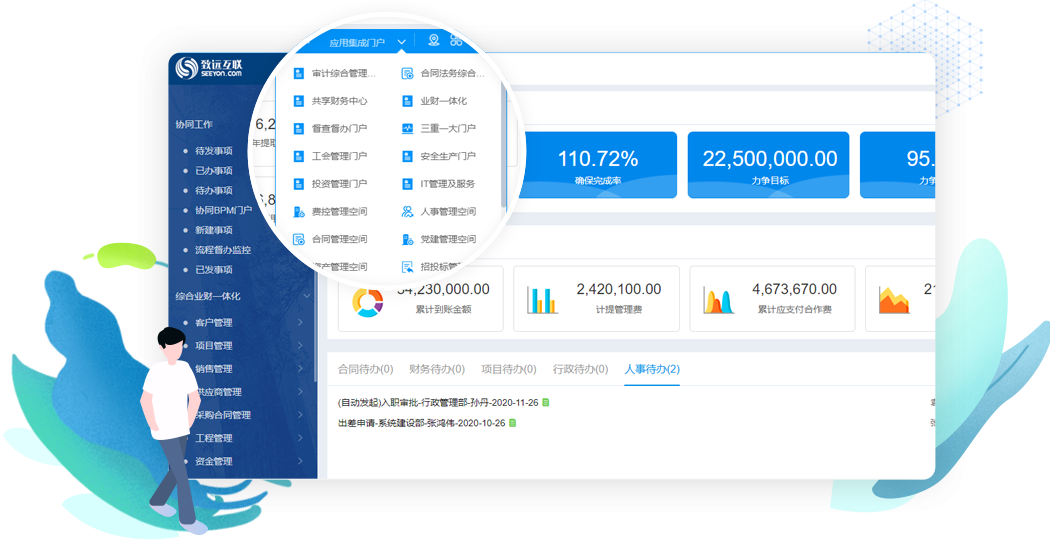 致远互联
SEEYON.COM
应用集成门户
审计综合管理...
合同法务综合...
共享财务中心
业财一体化
督查督办门户
三重一大门户
工会管理门户
安全生产门户
投资管理门户
IT管理及服务
费控管理空间
人事管理空间
合同管理空间
党建管理空间
管理空间
招投标管
协同工作
待发事项
已办事项
待办事项
协同BPM门户
新建事项
流程督办监控
已发事项
综合业财一体化
客户管理
项目管理
销售管理
供应商管理
采购合同管理
工程管理
资金管理
6,2
年提取
6,8
110.72%
确保完成率
22,500,000.00
力争目标
95.
力争
54,230,000.00
累计到账金额
2,420,100.00
计提管理费
4,673,670.00
累计应支付合作费
21
合同待办(0)
财务待办(0)
项目待办(0)
行政待办(0)
人事待办(2)
(自动发起)入职审批-行政管理部-孙丹-2020-11-26
出差申请-系统建设部-张鸿伟-2020-10-26